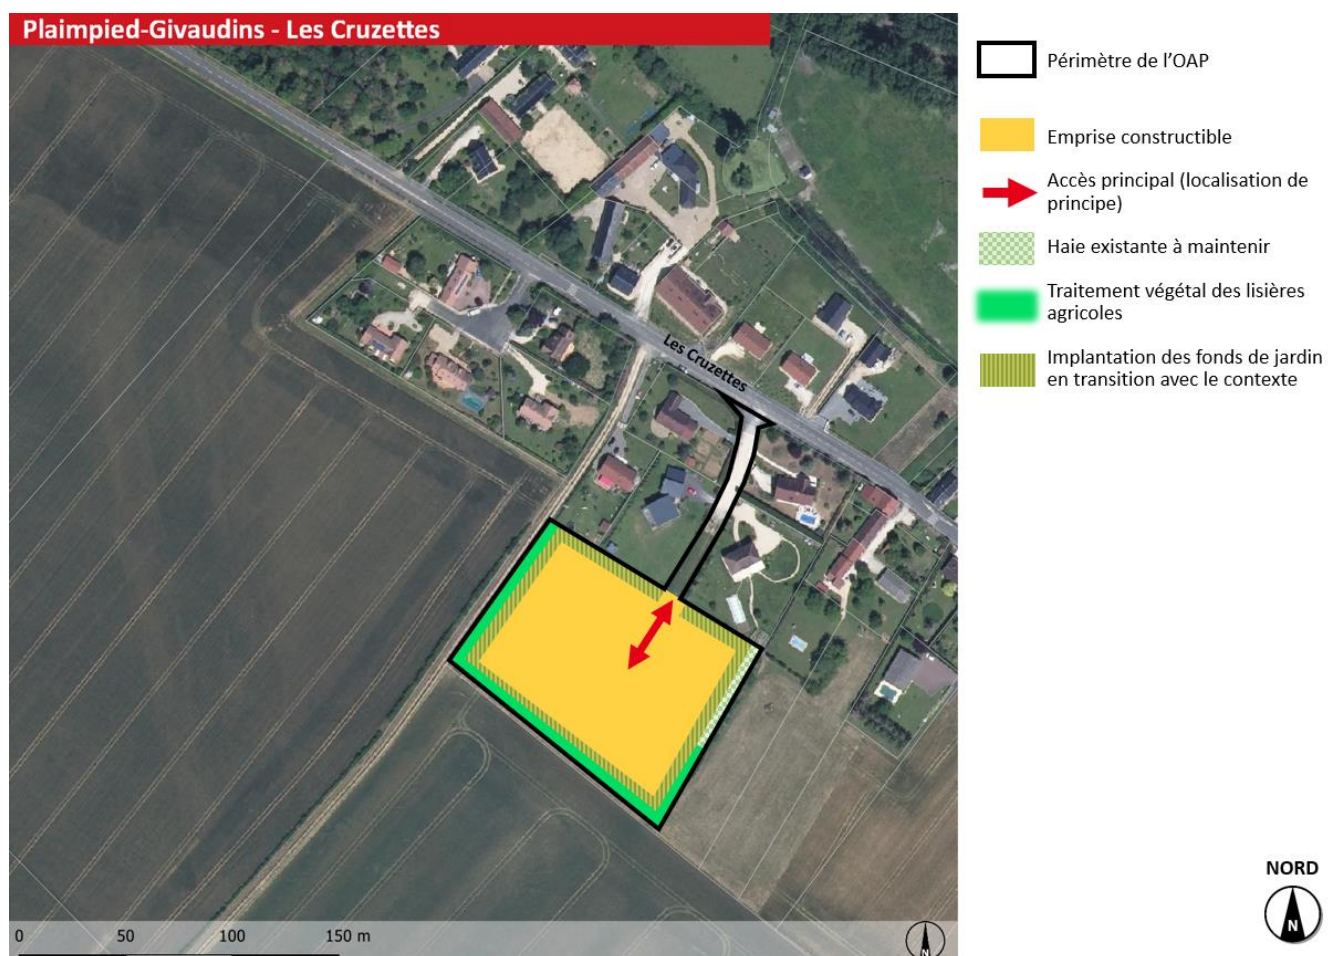 Plaimpied-Givaudins - Les Cruzettes
Périmètre de l'OAP
Emprise constructible
Accès principal (localisation de
principe)
Haie existante à maintenir
Traitement végétal des lisières
agricoles
Implantation des fonds de jardin
en transition avec le contexte
Les Cruzettes
NORD
N
0 50 100 150 m
N